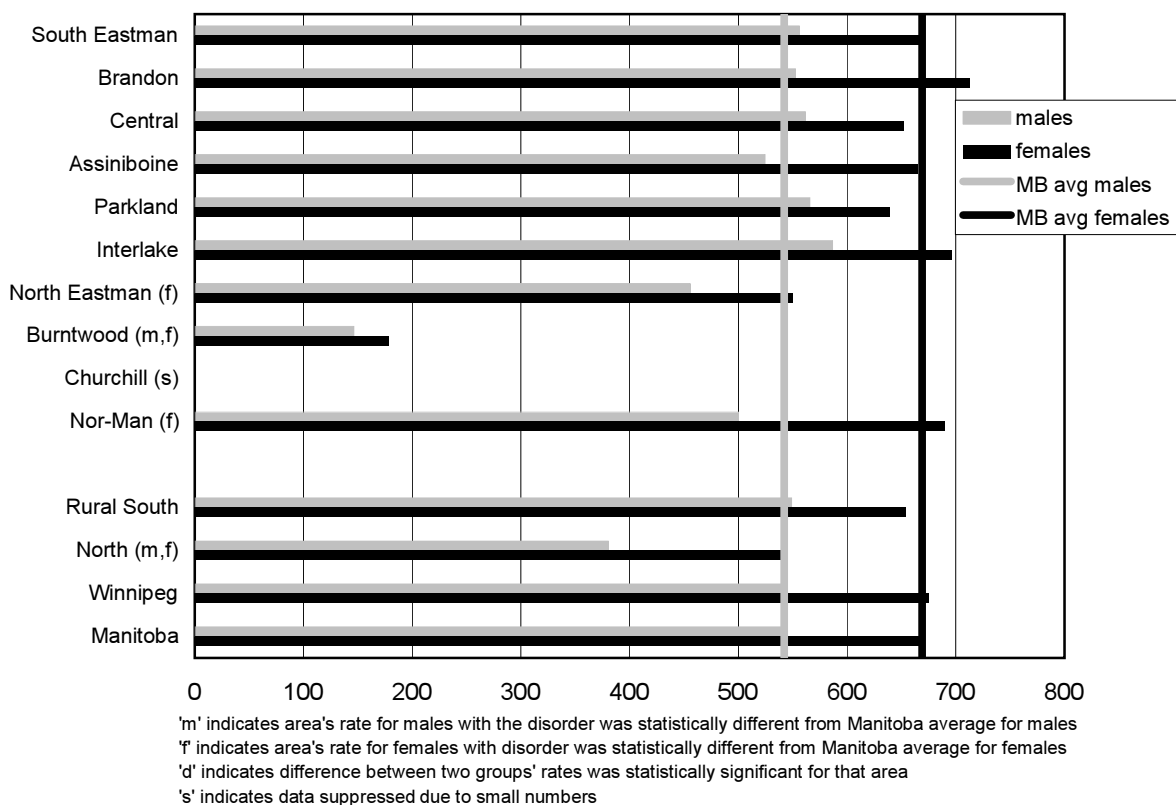 South Eastman
Brandon
Central
Assiniboine
Parkland
Interlake
North Eastman (f)
Burntwood (m,f)
Churchill (s)
Nor-Man (f)
Rural South
North (m,f)
Winnipeg
Manitoba
males
females
MB avg males
MB avg females
0 100 200 300 400 500 600 700 800
'm' indicates area's rate for males with the disorder was statistically different from Manitoba average for males
'f' indicates area's rate for females with disorder was statistically different from Manitoba average for females
'd' indicates difference between two groups' rates was statistically significant for that area
's' indicates data suppressed due to small numbers